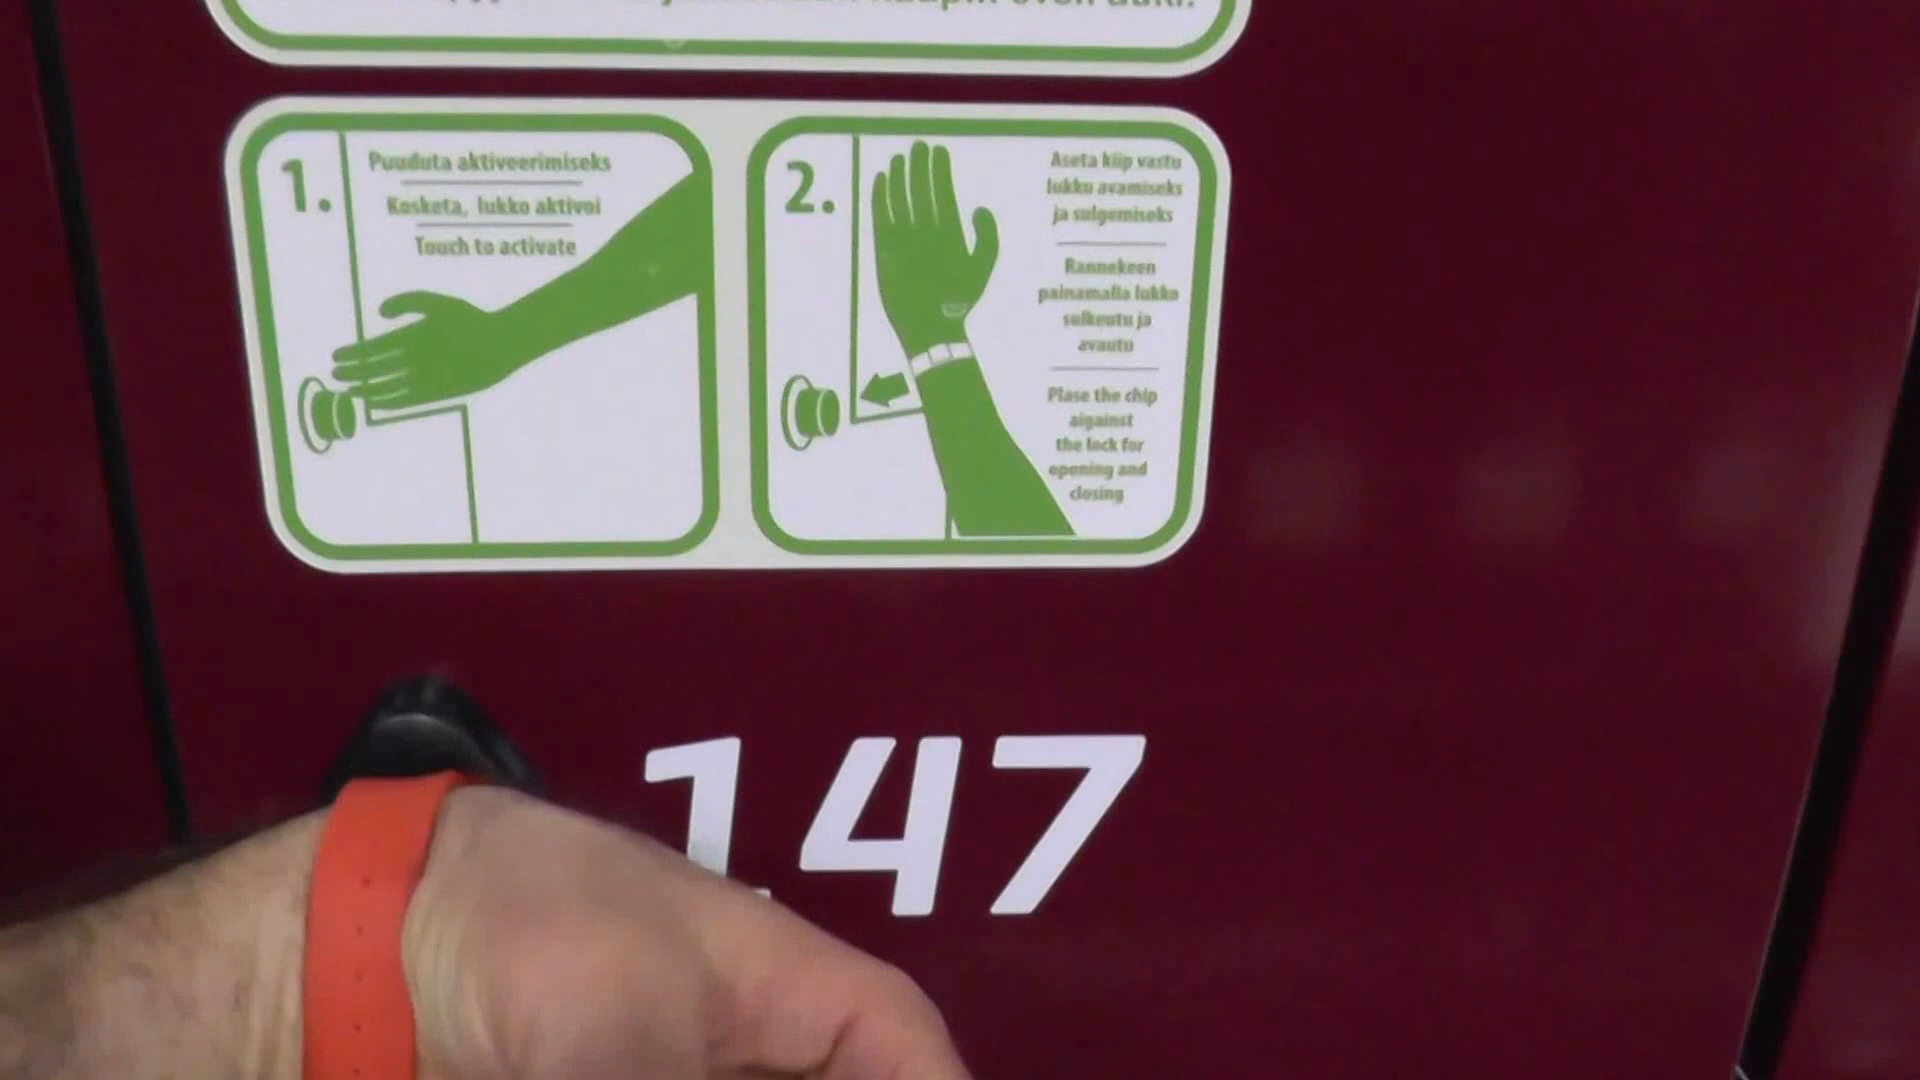 1.
Puuduta aktiveerimiseks
Kosketa, lukko aktivoi
Touch to activate
2.
Aseta kiip vastu
lukku avamiseks
ja sulgemiseks
Rannekeen
painamalla lukko
sulkeutu ja
avautu
Plase the chip
aigainst
the lock for
opening and
closing
147